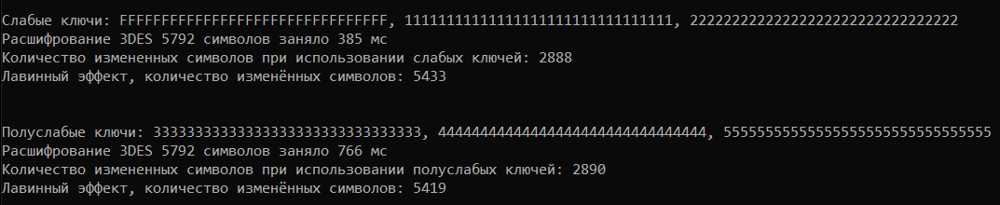 Слабые ключи: FFFFFFFFFFFFFFFFFFFFFFFFFFFFFFFF, 11111111111111111111111111111111, 22222222222222222222222222222222
Расшифрование 3DES 5792 символов заняло 385 мс
Количество измененных символов при использовании слабых ключей: 2888
Лавинный эффект, количество изменённых символов: 5433
Полуслабые ключи: 33333333333333333333333333333333, 44444444444444444444444444444444, 55555555555555555555555555555555
Расшифрование 3DES 5792 символов заняло 766 мс
Количество измененных символов при использовании полуслабых ключей: 2890
Лавинный эффект, количество изменённых символов: 5419